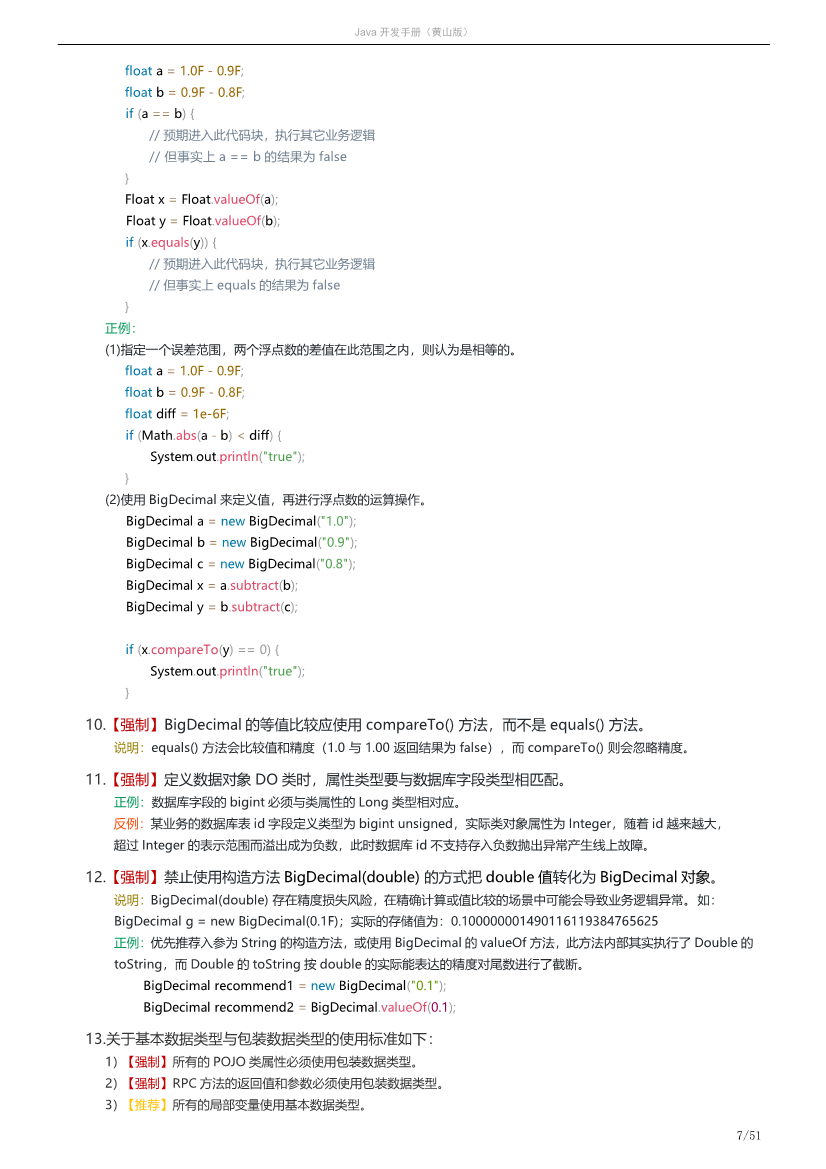 Java 开发手册（黄山版）
float a = 1.0F - 0.9F;
float b = 0.9F - 0.8F;
if (a == b) {
// 预期进入此代码块，执行其它业务逻辑
// 但事实上 a == b 的结果为 false
}
Float x = Float.valueOf(a);
Float y = Float.valueOf(b);
if (x.equals(y)) {
// 预期进入此代码块，执行其它业务逻辑
// 但事实上 equals 的结果为 false
}
正例：
(1)指定一个误差范围，两个浮点数的差值在此范围之内，则认为是相等的。
float a = 1.0F - 0.9F;
float b = 0.9F - 0.8F;
float diff = 1e-6F;
if (Math.abs(a - b) < diff) {
System.out.println("true");
}
(2)使用 BigDecimal 来定义值，再进行浮点数的运算操作。
BigDecimal a = new BigDecimal("1.0");
BigDecimal b = new BigDecimal("0.9");
BigDecimal c = new BigDecimal("0.8");
BigDecimal x = a.subtract(b);
BigDecimal y = b.subtract(c);
if (x.compareTo(y) == 0) {
System.out.println("true");
}
10.【强制】BigDecimal 的等值比较应使用 compareTo() 方法，而不是 equals() 方法。
说明：equals() 方法会比较值和精度（1.0 与 1.00 返回结果为 false），而 compareTo() 则会忽略精度。
11.【强制】定义数据对象 DO 类时，属性类型要与数据库字段类型相匹配。
正例：数据库字段的 bigint 必须与类属性的 Long 类型相对应。
反例：某业务的数据库表 id 字段定义类型为 bigint unsigned，实际类对象属性为 Integer，随着 id 越来越大，
超过 Integer 的表示范围而溢出成为负数，此时数据库 id 不支持存入负数抛出异常产生线上故障。
12.【强制】禁止使用构造方法 BigDecimal(double) 的方式把 double 值转化为 BigDecimal 对象。
说明：BigDecimal(double) 存在精度损失风险，在精确计算或值比较的场景中可能会导致业务逻辑异常。如：
BigDecimal g = new BigDecimal(0.1F)；实际的存储值为：0.100000001490116119384765625
正例：优先推荐入参为 String 的构造方法，或使用 BigDecimal 的 valueOf 方法，此方法内部其实执行了 Double 的
toString，而 Double 的 toString 按 double 的实际能表达的精度对尾数进行了截断。
BigDecimal recommend1 = new BigDecimal("0.1");
BigDecimal recommend2 = BigDecimal.valueOf(0.1);
13.关于基本数据类型与包装数据类型的使用标准如下：
1）【强制】所有的 POJO 类属性必须使用包装数据类型。
2）【强制】RPC 方法的返回值和参数必须使用包装数据类型。
3）【推荐】所有的局部变量使用基本数据类型。
7/51